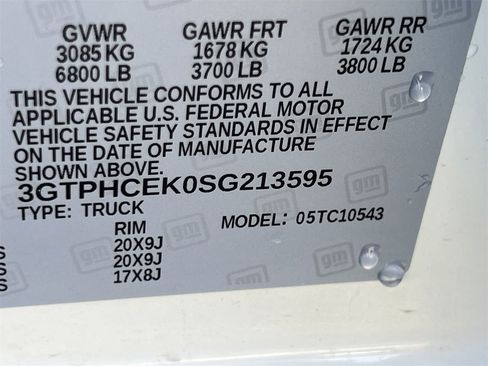 GVWR GAWR FRT GAWR RR
3085 KG 1678 KG 1724 KG
6800 LB 3700 LB 3800 LB
THIS VEHICLE CONFORMS TO ALL
APPLICABLE U.S. FEDERAL MOTOR
VEHICLE SAFETY STANDARDS IN EFFECT
ON THE DATE OF MANUFACTURE
SHOWN ABOVE.
3GTPHCEK0SG213595
TYPE: TRUCK MODEL: 05TC10543
RIM
S 20X9J
S 20X9J
S 17X8J
gm